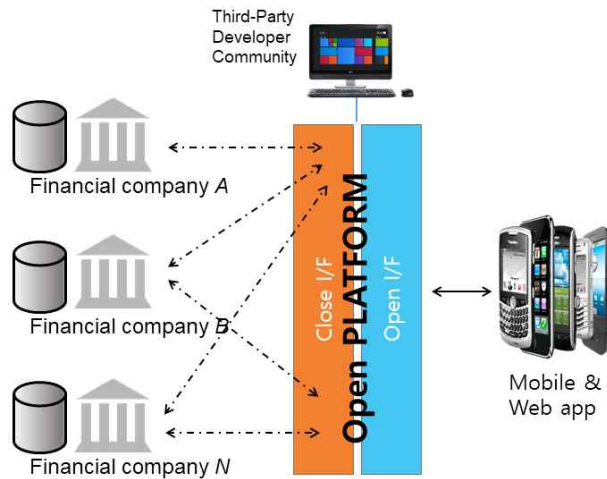 Third-Party
Developer
Community
Financial company A
Financial company B
Financial company N
Close I/F
Open PLATFORM
Open I/F
Mobile &
Web app